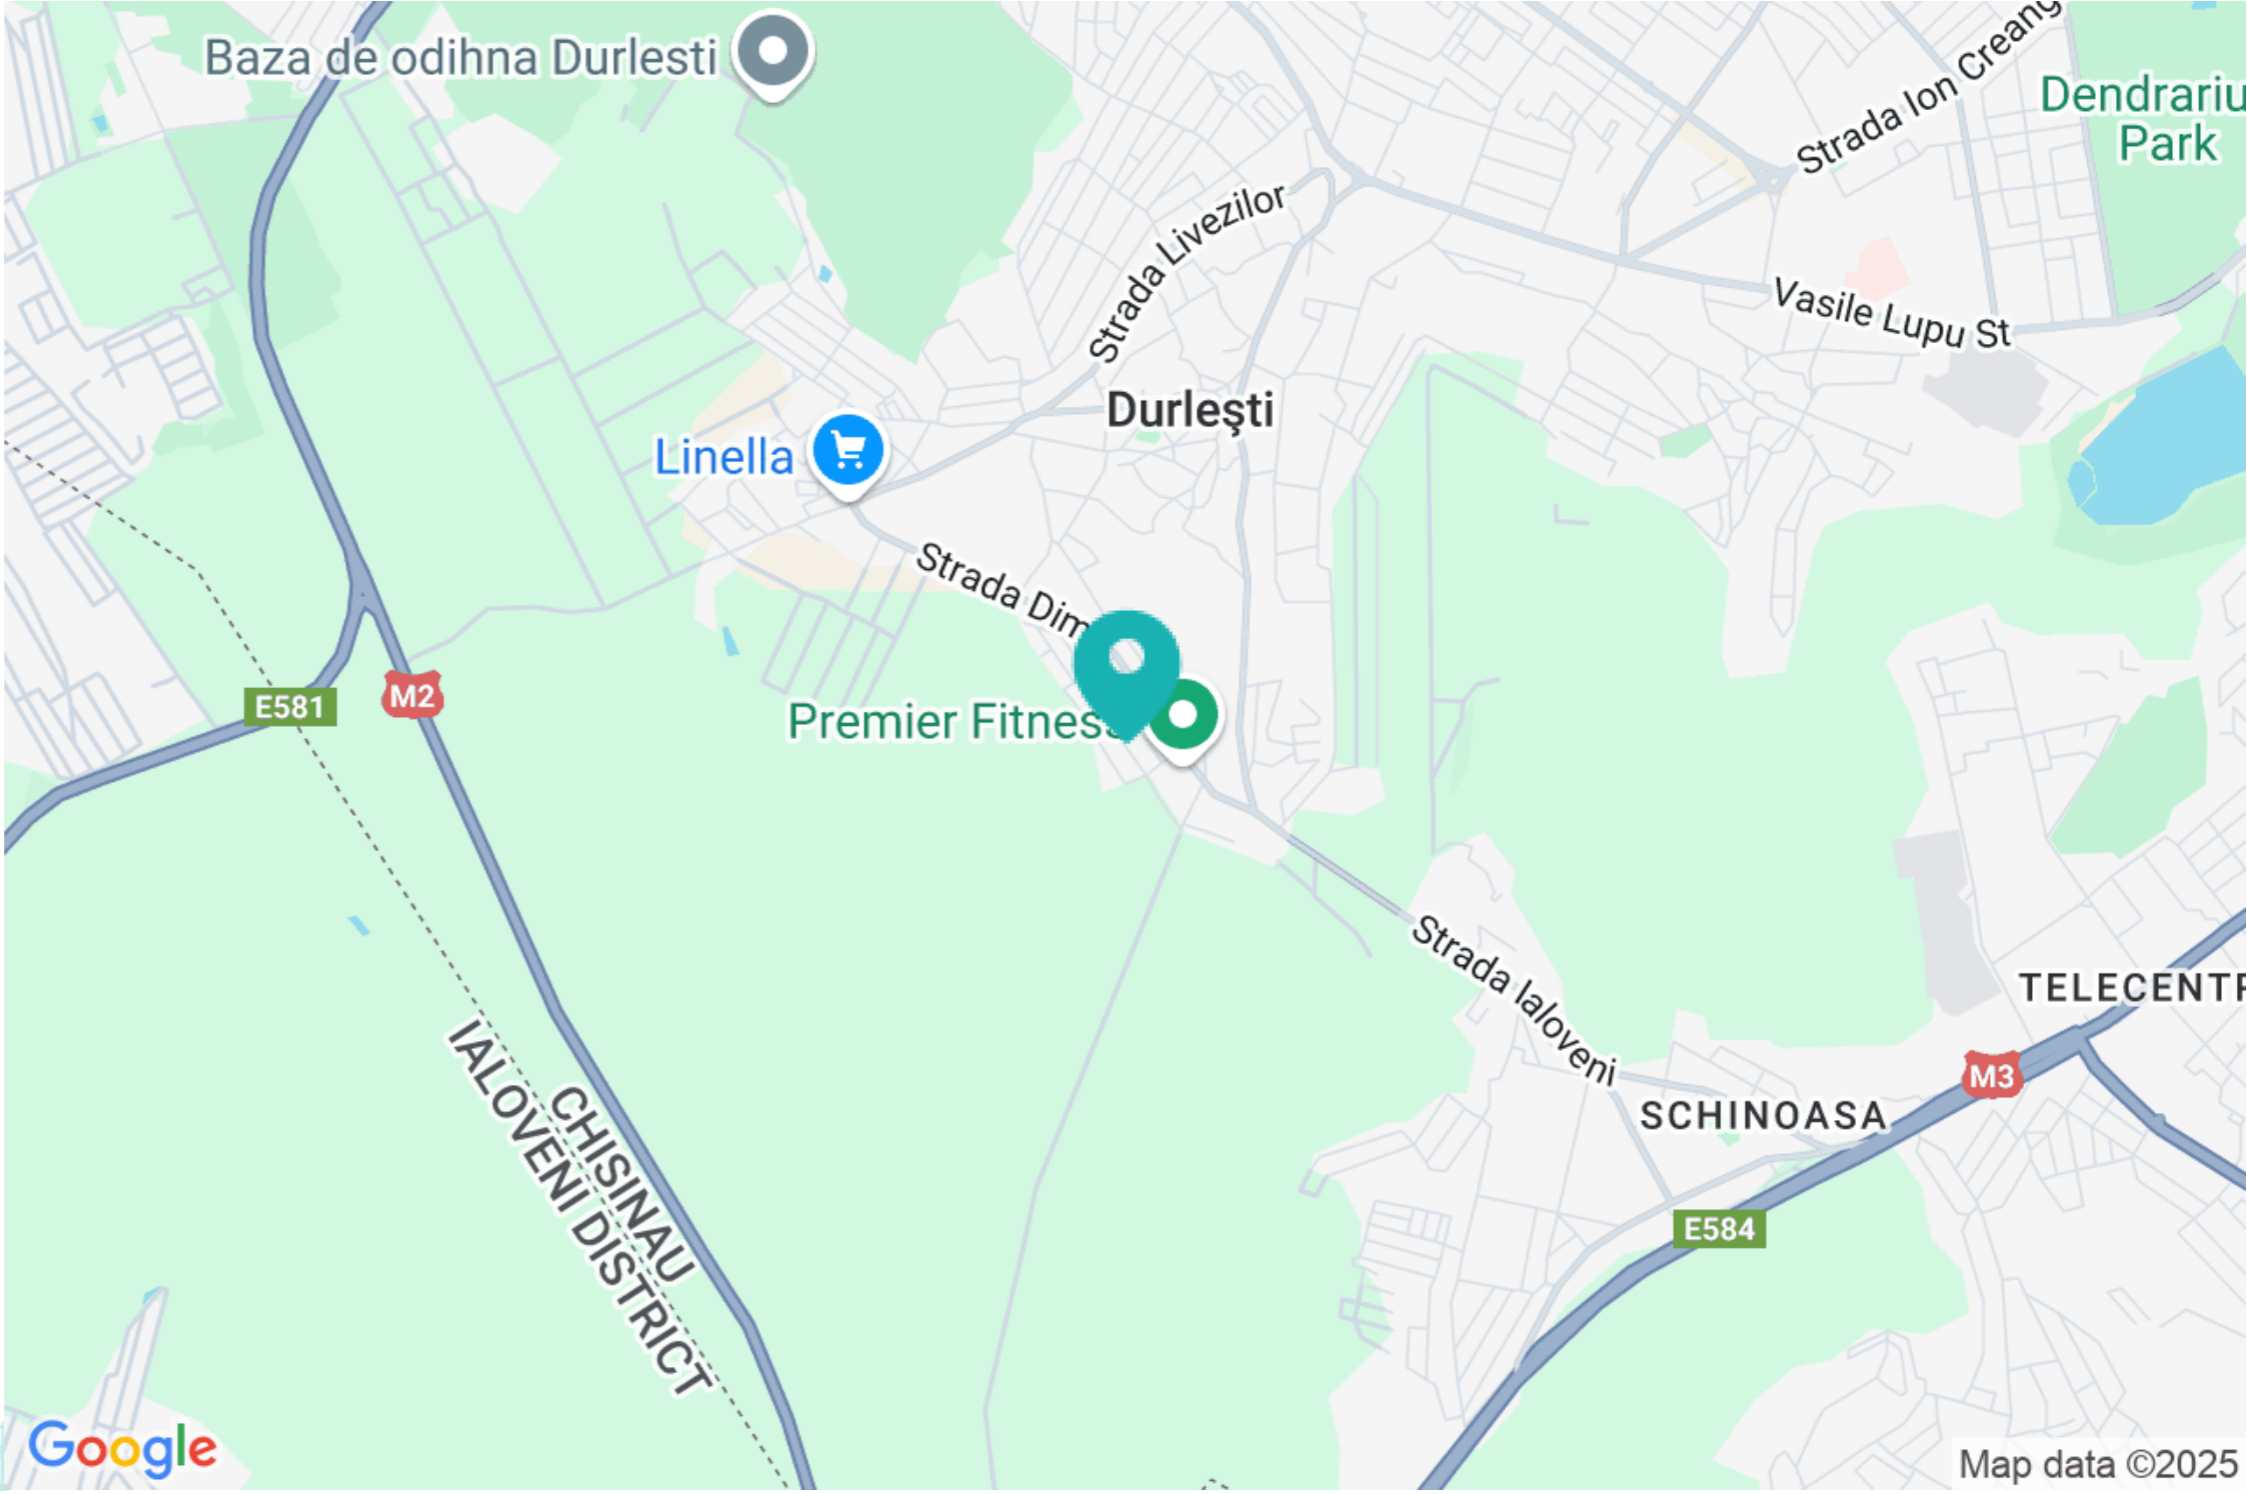 Baza de odihna Durlesti
Strada Ion Creang
Dendrariu
Park
Strada Livezilor
Vasile Lupu St
Durleşti
Linella
Strada Dim
Premier Fitness
E581
M2
Strada Ialoveni
TELECENTR
M3
SCHINOASA
CHISINAU
IALOVENI DISTRICT
E584
Google
Map data ©2025